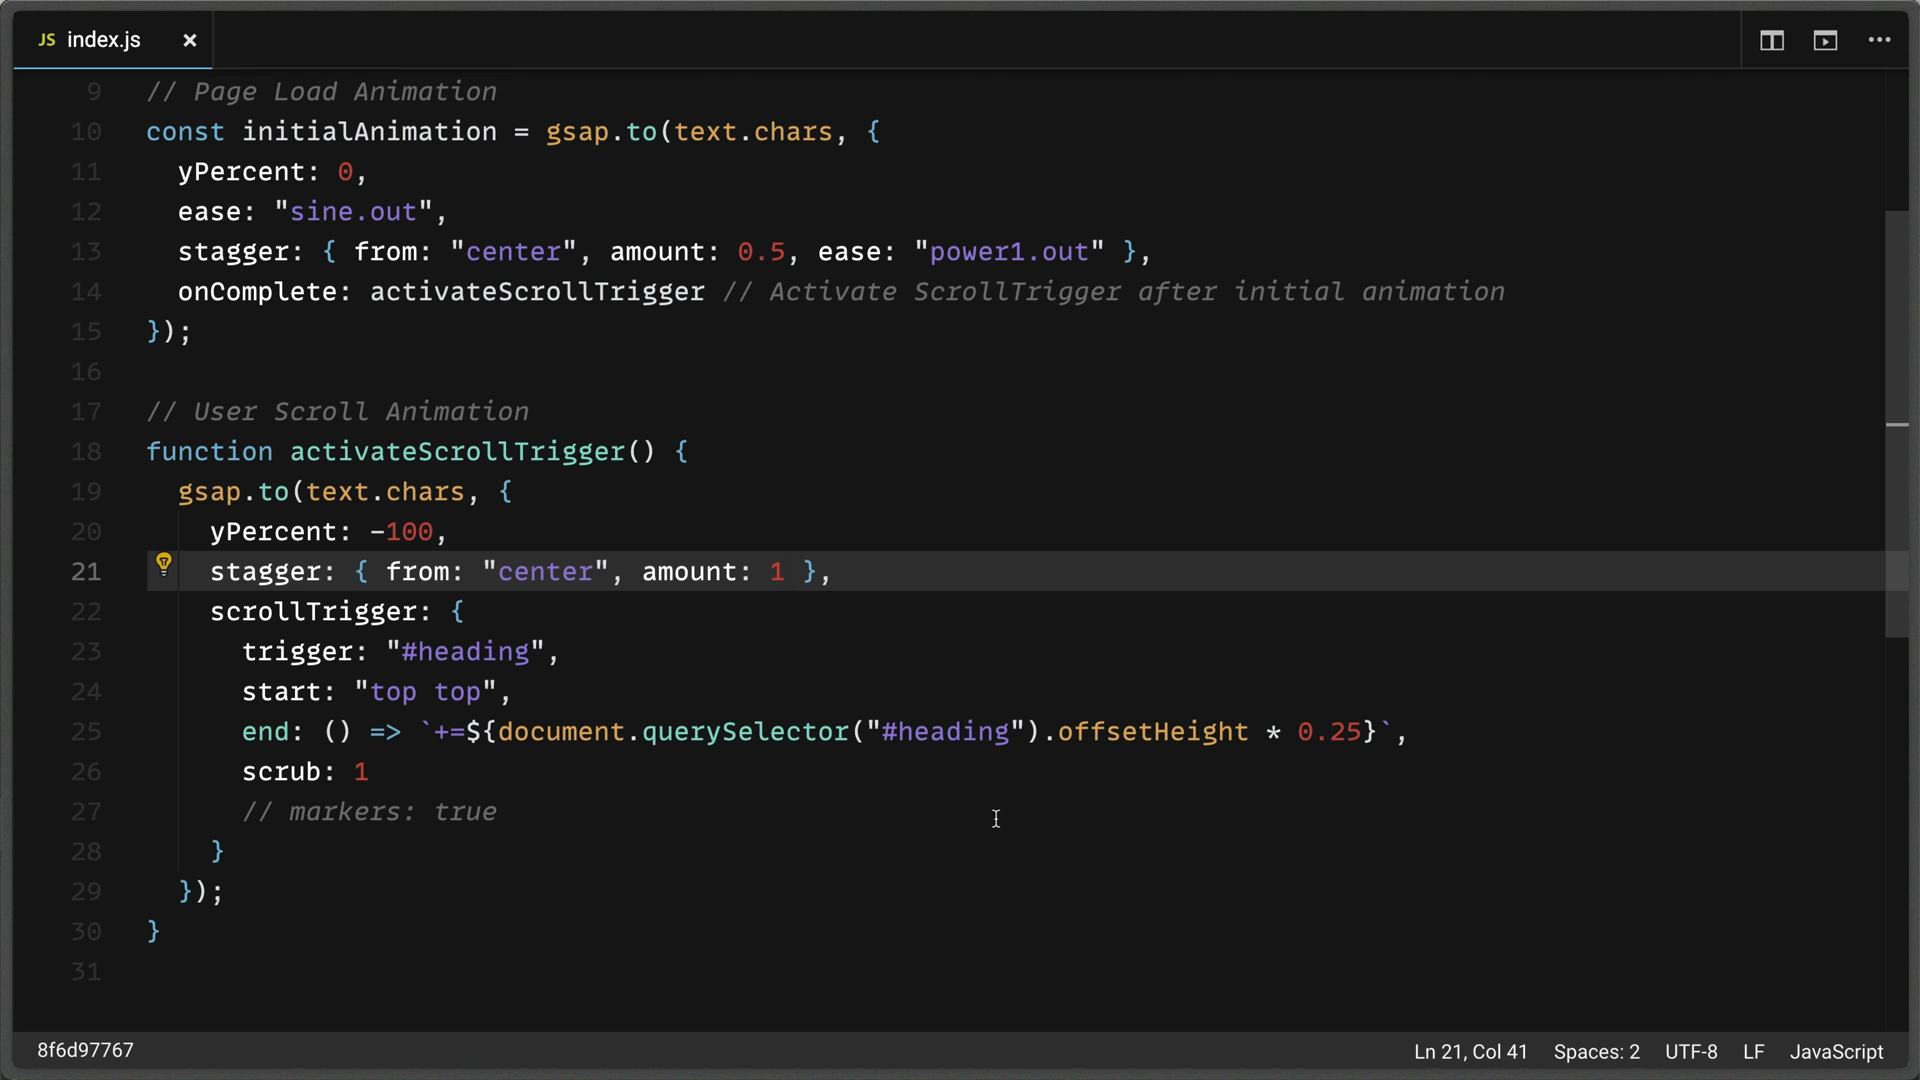 JS index.js ×
9 // Page Load Animation
10 const initialAnimation = gsap.to(text.chars, {
11 yPercent: 0,
12 ease: "sine.out",
13 stagger: { from: "center", amount: 0.5, ease: "power1.out" },
14 onComplete: activateScrollTrigger // Activate ScrollTrigger after initial animation
15 });
16
17 // User Scroll Animation
18 function activateScrollTrigger() {
19 gsap.to(text.chars, {
20 yPercent: -100,
21 stagger: { from: "center", amount: 1 },
22 scrollTrigger: {
23 trigger: "#heading",
24 start: "top top",
25 end: () => `+=${document.querySelector("#heading").offsetHeight * 0.25}`,
26 scrub: 1
27 // markers: true
28 }
29 });
30 }
31
8f6d97767 Ln 21, Col 41 Spaces: 2 UTF-8 LF JavaScript